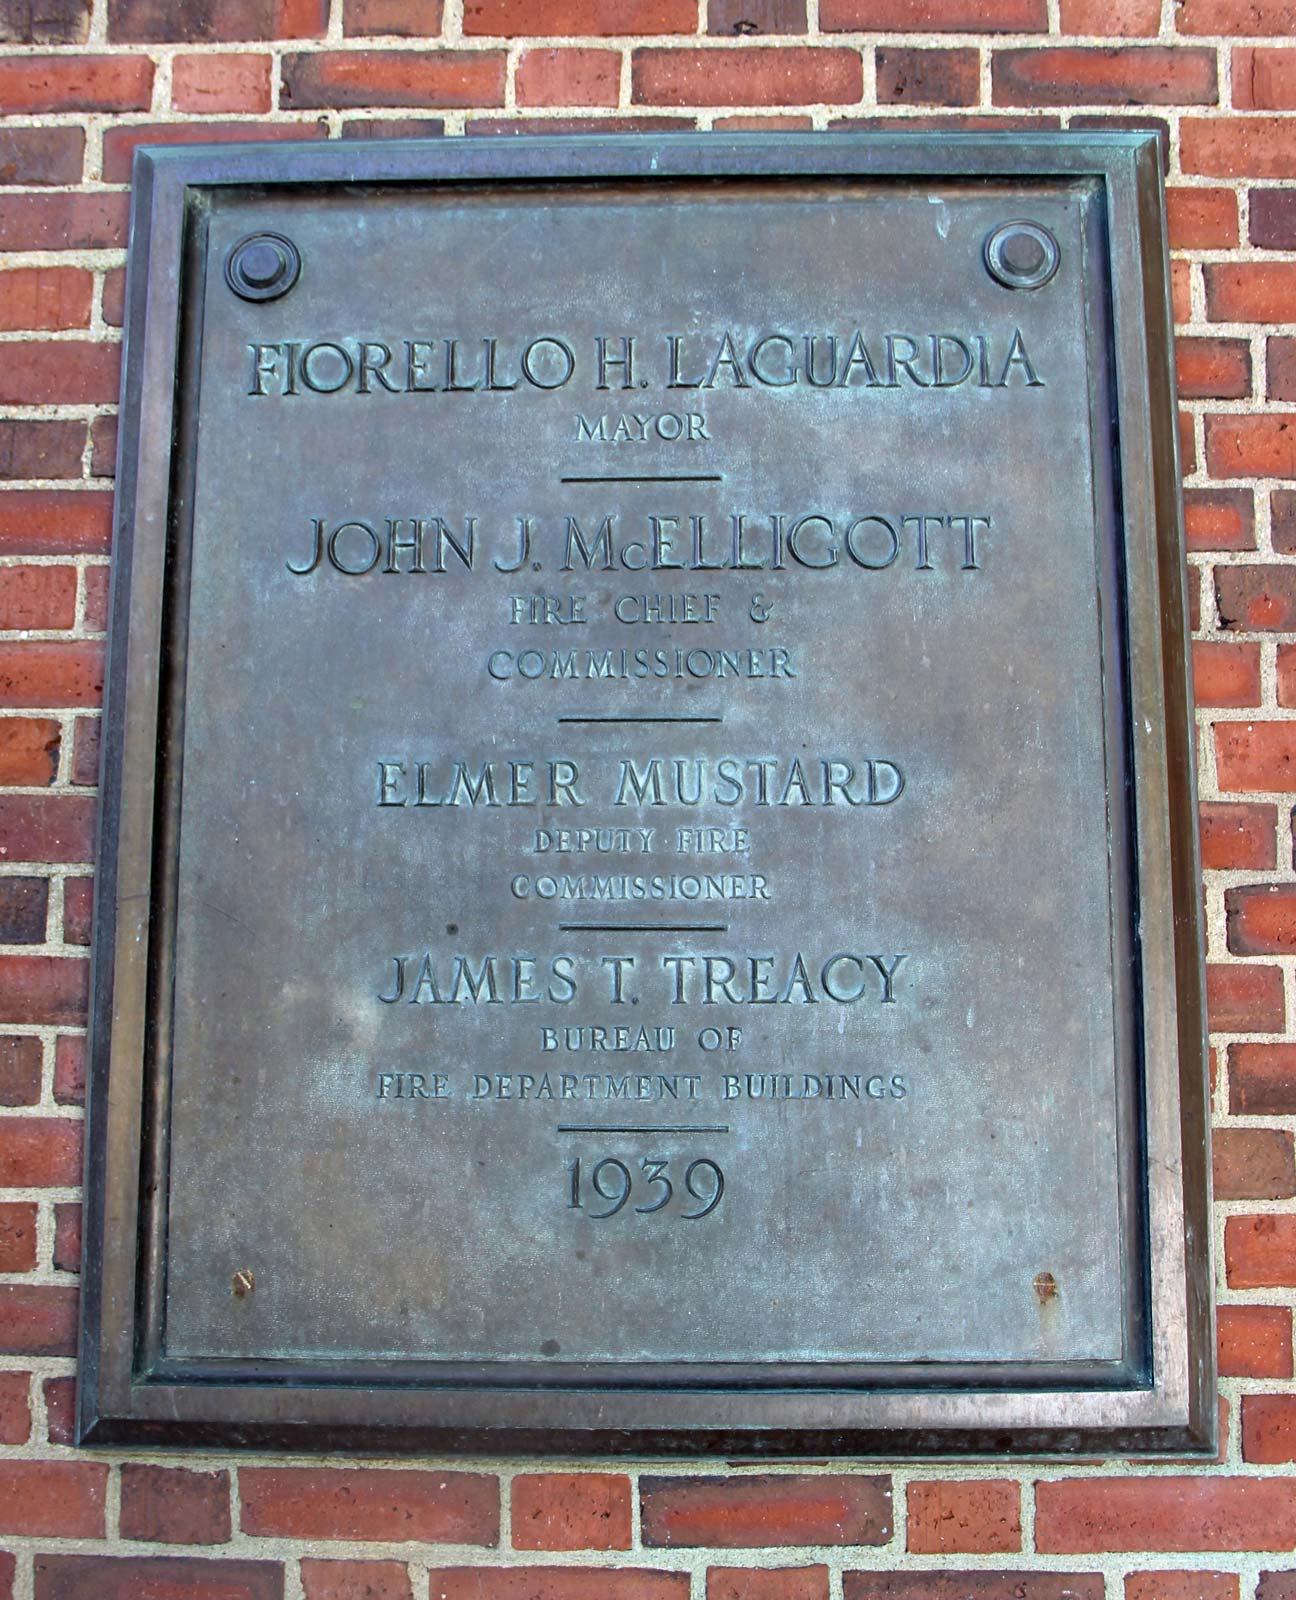 FIORELLO H. LAGUARDIA
MAYOR
JOHN J. McELLIGOTT
FIRE CHIEF &
COMMISSIONER
ELMER MUSTARD
DEPUTY FIRE
COMMISSIONER
JAMES T. TREACY
BUREAU OF
FIRE DEPARTMENT BUILDINGS
1939